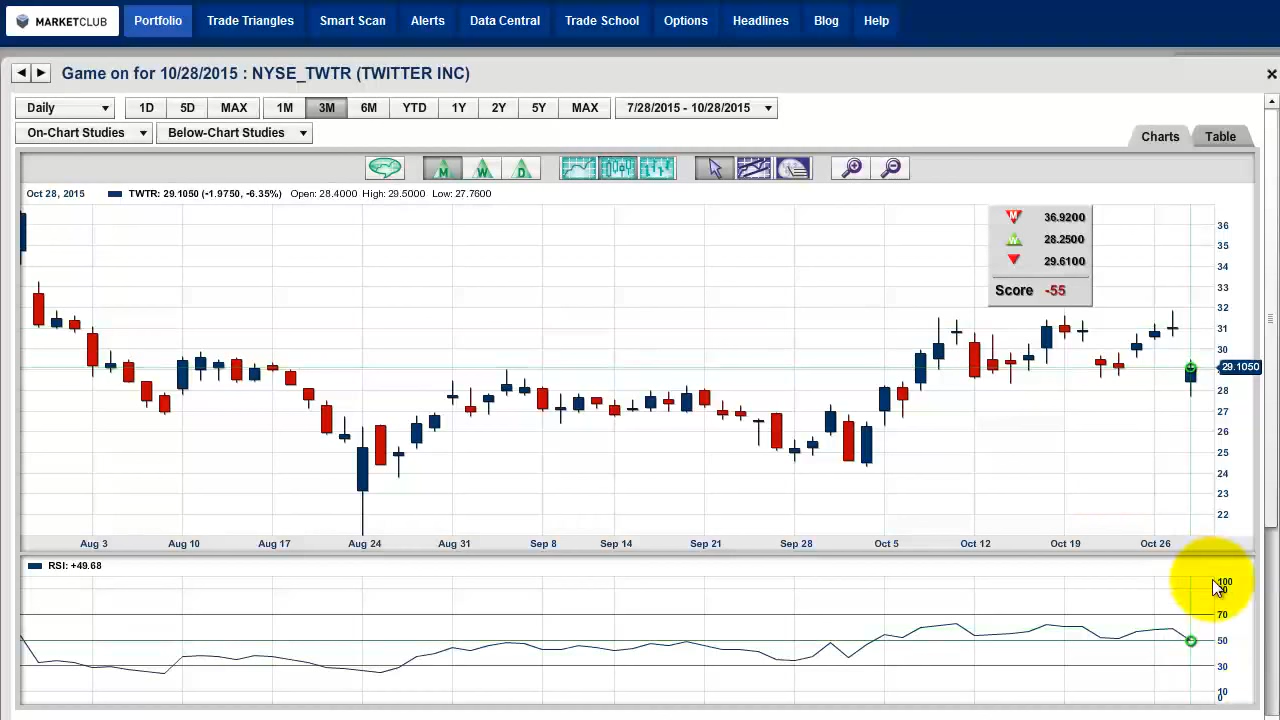 MARKETCLUB Portfolio Trade Triangles Smart Scan Alerts Data Central Trade School Options Headlines Blog Help
Game on for 10/28/2015 : NYSE_TWTR (TWITTER INC)
Daily 1D 5D MAX 1M 3M 6M YTD 1Y 2Y 5Y MAX 7/28/2015 - 10/28/2015
On-Chart Studies Below-Chart Studies
Charts Table
M W D
Oct 28, 2015 TWTR: 29.1050 (-1.9750, -6.35%) Open: 28.4000 High: 29.5000 Low: 27.7600
M 36.9200
W 28.2500
29.6100
Score -55
36
35
34
33
32
31
30
29.1050
28
27
26
25
24
23
22
Aug 3 Aug 10 Aug 17 Aug 24 Aug 31 Sep 8 Sep 14 Sep 21 Sep 28 Oct 5 Oct 12 Oct 19 Oct 26
RSI: +49.68
100
70
50
30
10
0